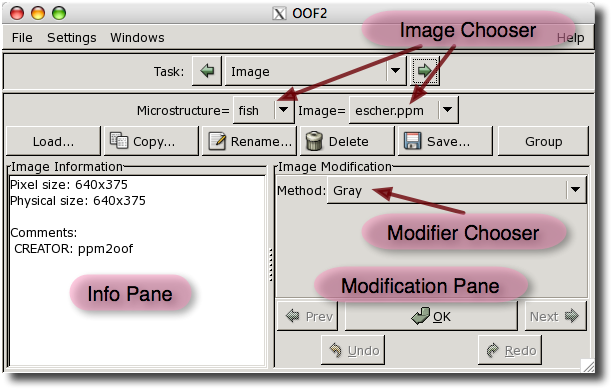 OOF2
File Settings Windows Help
Image Chooser
Task: Image
Microstructure= fish Image= escher.ppm
Load... Copy... Rename... Delete Save... Group
Image Information
Pixel size: 640x375
Physical size: 640x375
Comments:
CREATOR: ppm2oof
Info Pane
Image Modification
Method: Gray
Modifier Chooser
Modification Pane
Prev OK Next
Undo Redo